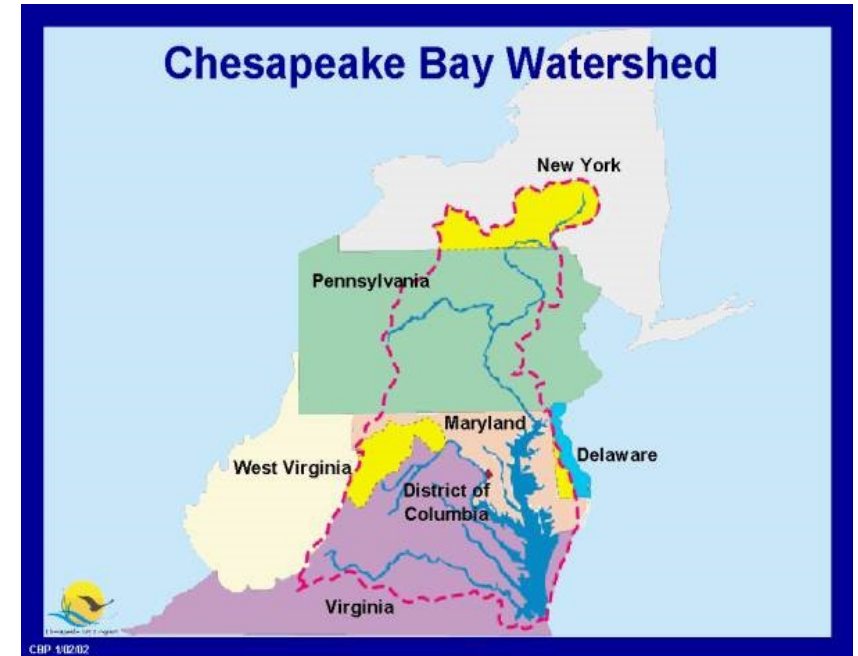 Chesapeake Bay Watershed
New York
Pennsylvania
Maryland
West Virginia
Delaware
District of
Columbia
Virginia
CBP 1/02/02